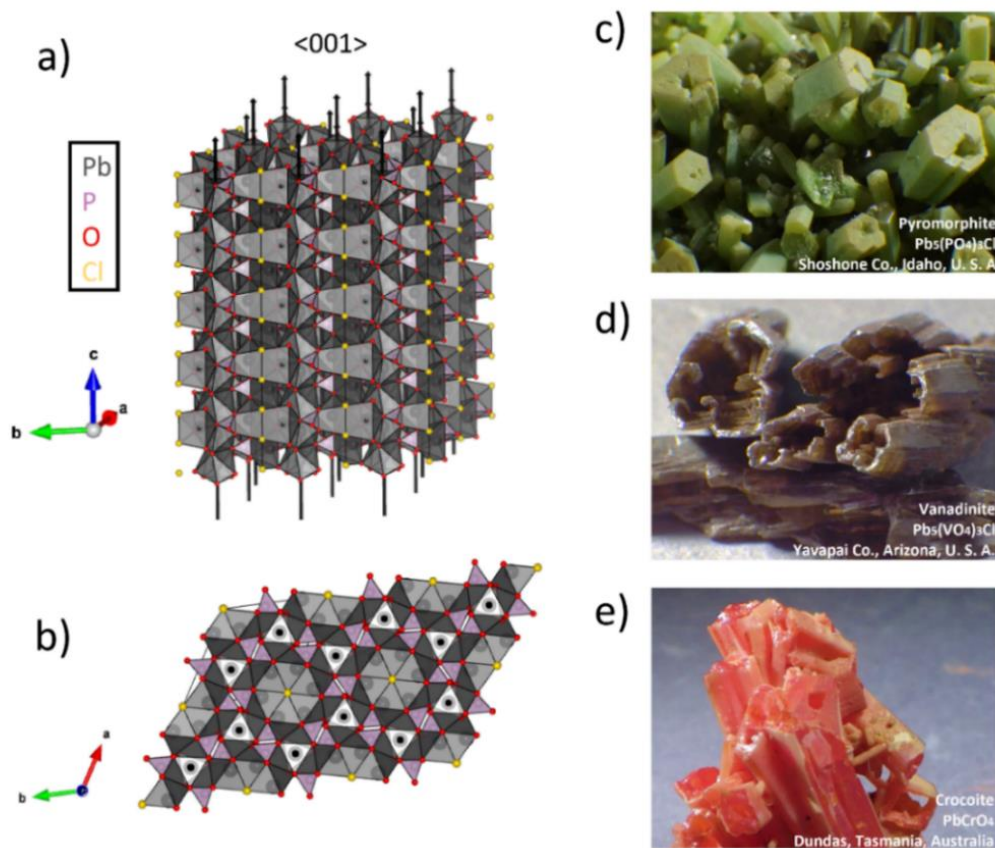 a)
<001>
Pb
P
O
Cl
c
a
b
b)
a
b
c)
Pyromorphite
Pb₅(PO₄)₃Cl
Shoshone Co., Idaho, U. S. A
d)
Vanadinite
Pb₅(VO₄)₃Cl
Yavapai Co., Arizona, U. S. A.
e)
Crocoite
PbCrO₄
Dundas, Tasmania, Australia